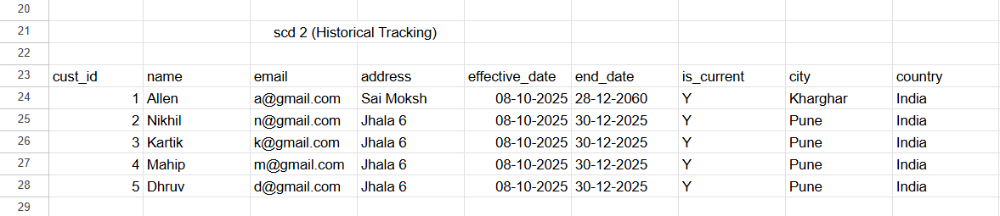 20
21 scd 2 (Historical Tracking)
22
23 cust_id name email address effective_date end_date is_current city country
24 1 Allen a@gmail.com Sai Moksh 08-10-2025 28-12-2060 Y Kharghar India
25 2 Nikhil n@gmail.com Jhala 6 08-10-2025 30-12-2025 Y Pune India
26 3 Kartik k@gmail.com Jhala 6 08-10-2025 30-12-2025 Y Pune India
27 4 Mahip m@gmail.com Jhala 6 08-10-2025 30-12-2025 Y Pune India
28 5 Dhruv d@gmail.com Jhala 6 08-10-2025 30-12-2025 Y Pune India
29